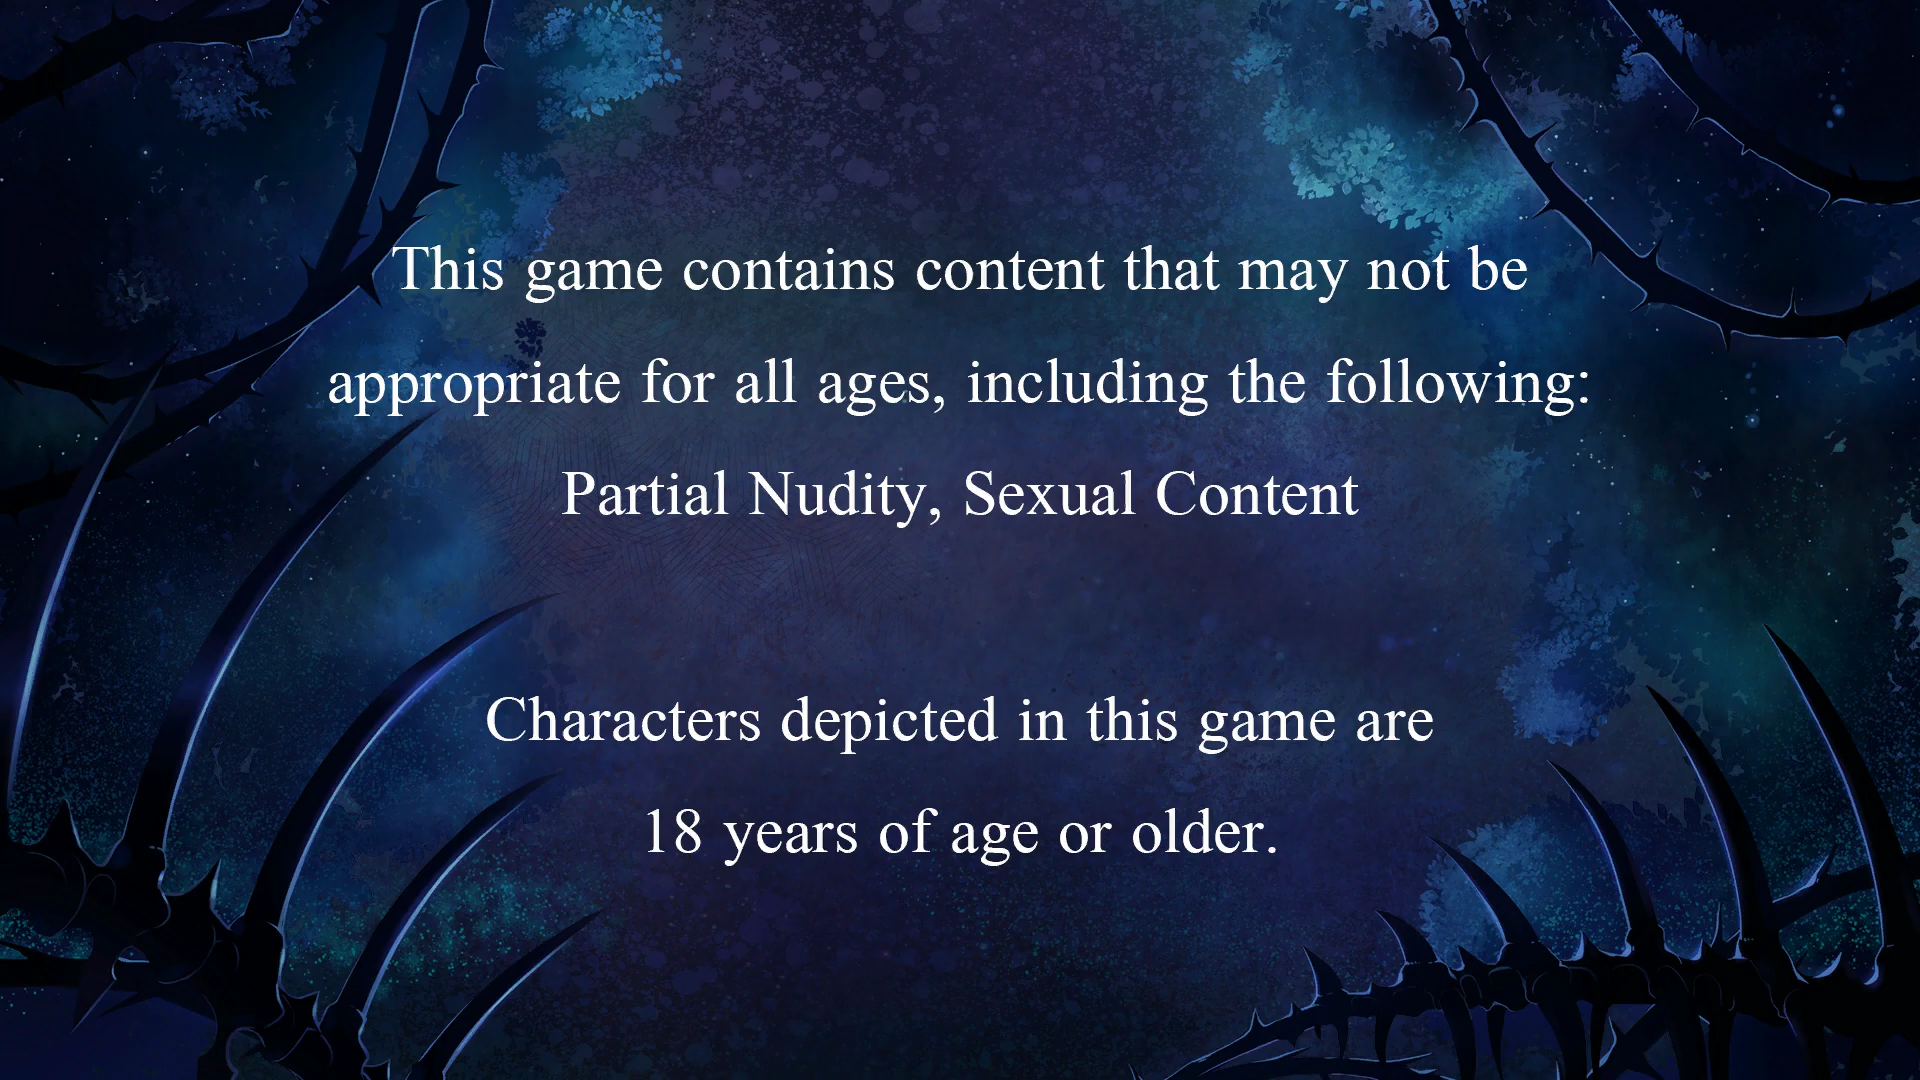 This game contains content that may not be
appropriate for all ages, including the following:
Partial Nudity, Sexual Content
Characters depicted in this game are
18 years of age or older.